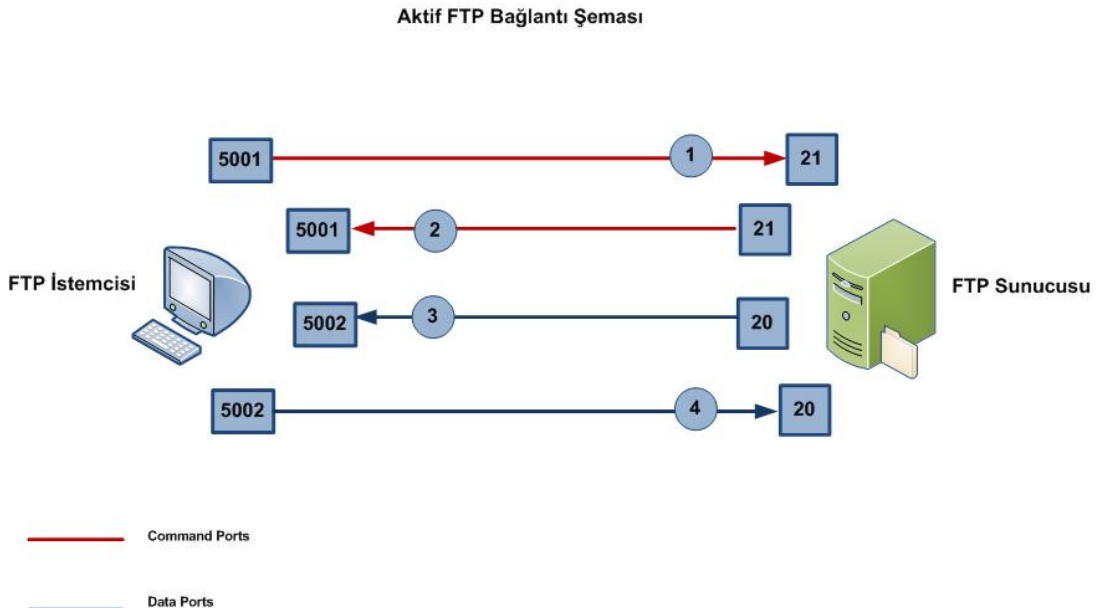 Aktif FTP Bağlantı Şeması
5001
1
21
5001
2
21
FTP İstemcisi
FTP Sunucusu
5002
3
20
5002
4
20
Command Ports
Data Ports